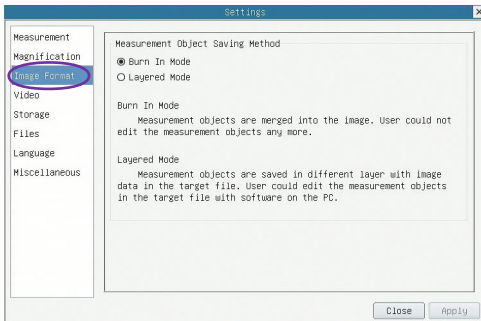 Settings
Measurement
Magnification
Image Format
Video
Storage
Files
Language
Miscellaneous
Measurement Object Saving Method
Burn In Mode
Layered Mode
Burn In Mode
Measurement objects are merged into the image. User could not
edit the measurement objects any more.
Layered Mode
Measurement objects are saved in different layer with image
data in the target file. User could edit the measurement objects
in the target file with software on the PC.
Close
Apply